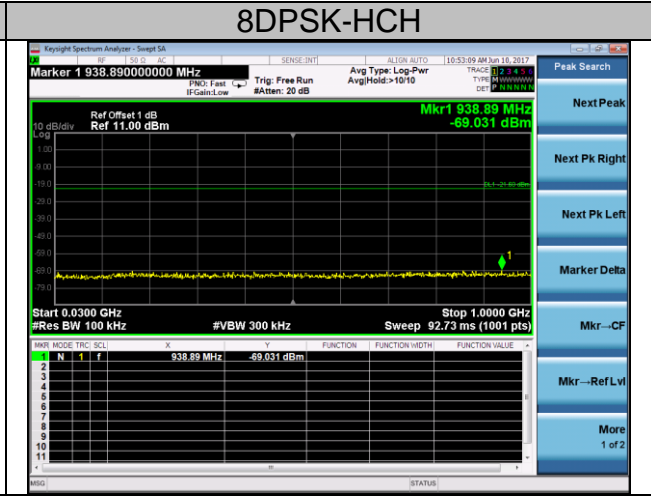 8DPSK-HCH
Keysight Spectrum Analyzer - Swept SA
RF 50 Ω AC SENSE:INT ALIGN AUTO 10:53:09 AM Jun 10, 2017
Marker 1 938.890000000 MHz
PNO: Fast
IFGain:Low
Trig: Free Run
#Atten: 20 dB
Avg Type: Log-Pwr
Avg|Hold:>10/10
TRACE 1 2 3 4 5 6
TYPE M WWWWW
DET P N N N N N
Peak Search
Next Peak
Next Pk Right
Next Pk Left
Marker Delta
Mkr→CF
Mkr→Ref Lvl
More
1 of 2
Ref Offset 1 dB
10 dB/div Ref 11.00 dBm
Log
Mkr1 938.89 MHz
-69.031 dBm
1.00
-9.00
-19.0
-29.0
-39.0
-49.0
-59.0
-69.0
-79.0
1
Start 0.0300 GHz Stop 1.0000 GHz
#Res BW 100 kHz #VBW 300 kHz Sweep 92.73 ms (1001 pts)
MKR MODE TRC SCL X Y FUNCTION FUNCTION WIDTH FUNCTION VALUE
1 N 1 f 938.89 MHz -69.031 dBm
2
3
4
5
6
7
8
9
10
11
MSG STATUS